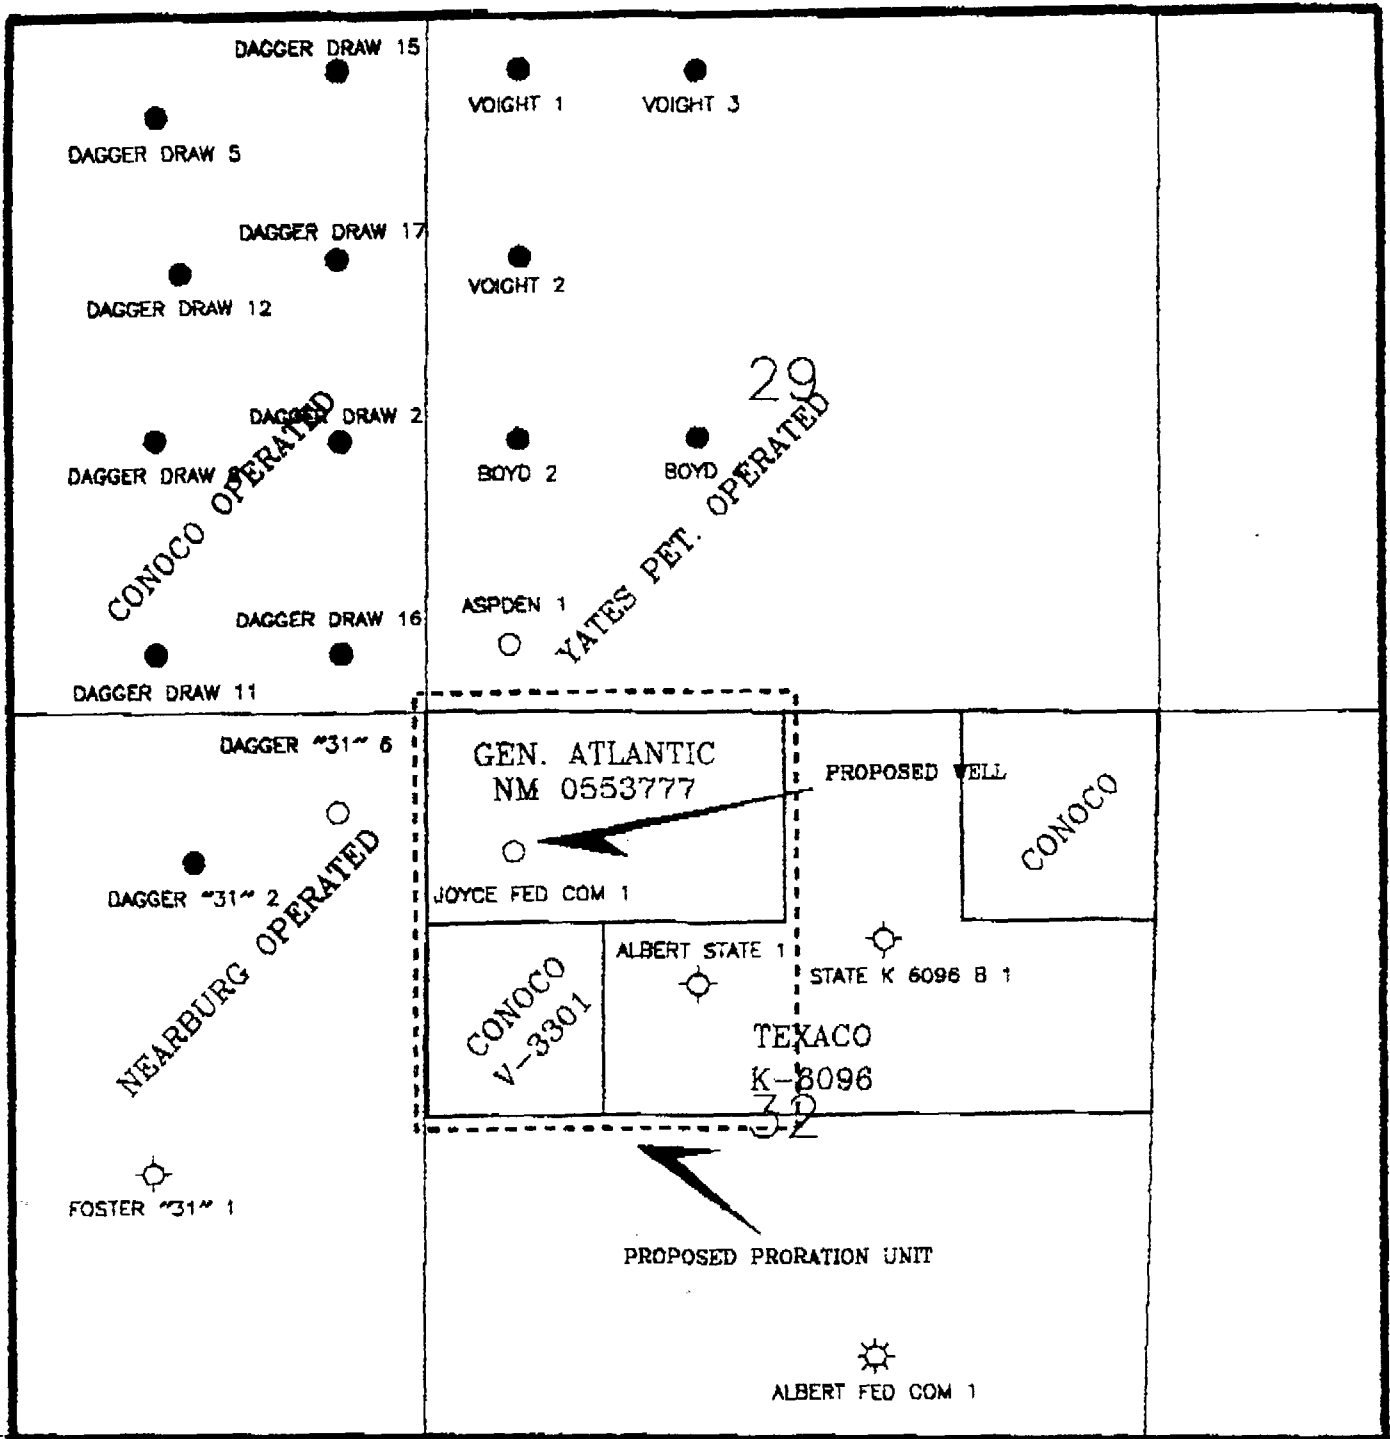 DAGGER DRAW 15
VOIGHT 1
VOIGHT 3
DAGGER DRAW 5
DAGGER DRAW 17
VOIGHT 2
DAGGER DRAW 12
29
DAGGER DRAW 2
CONOCO OPERATED
DAGGER DRAW
BOYD 2
BOYD
YATES PET. OPERATED
ASPDEN 1
DAGGER DRAW 16
DAGGER DRAW 11
DAGGER "31" 6
GEN. ATLANTIC
NM 0553777
PROPOSED WELL
CONOCO
DAGGER "31" 2
JOYCE FED COM 1
NEARBURG OPERATED
ALBERT STATE 1
STATE K 6096 B 1
CONOCO
V-3301
TEXACO
K-6096
32
FOSTER "31" 1
PROPOSED PRORATION UNIT
ALBERT FED COM 1